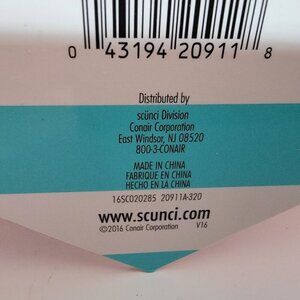 0 43194 20911 8
Distributed by
scünci Division
Conair Corporation
East Windsor, NJ 08520
800-3-CONAIR
MADE IN CHINA
FABRIQUE EN CHINA
HECHO EN LA CHINA
16SC020285 20911A-320
www.scunci.com
©2016 Conair Corporation V16